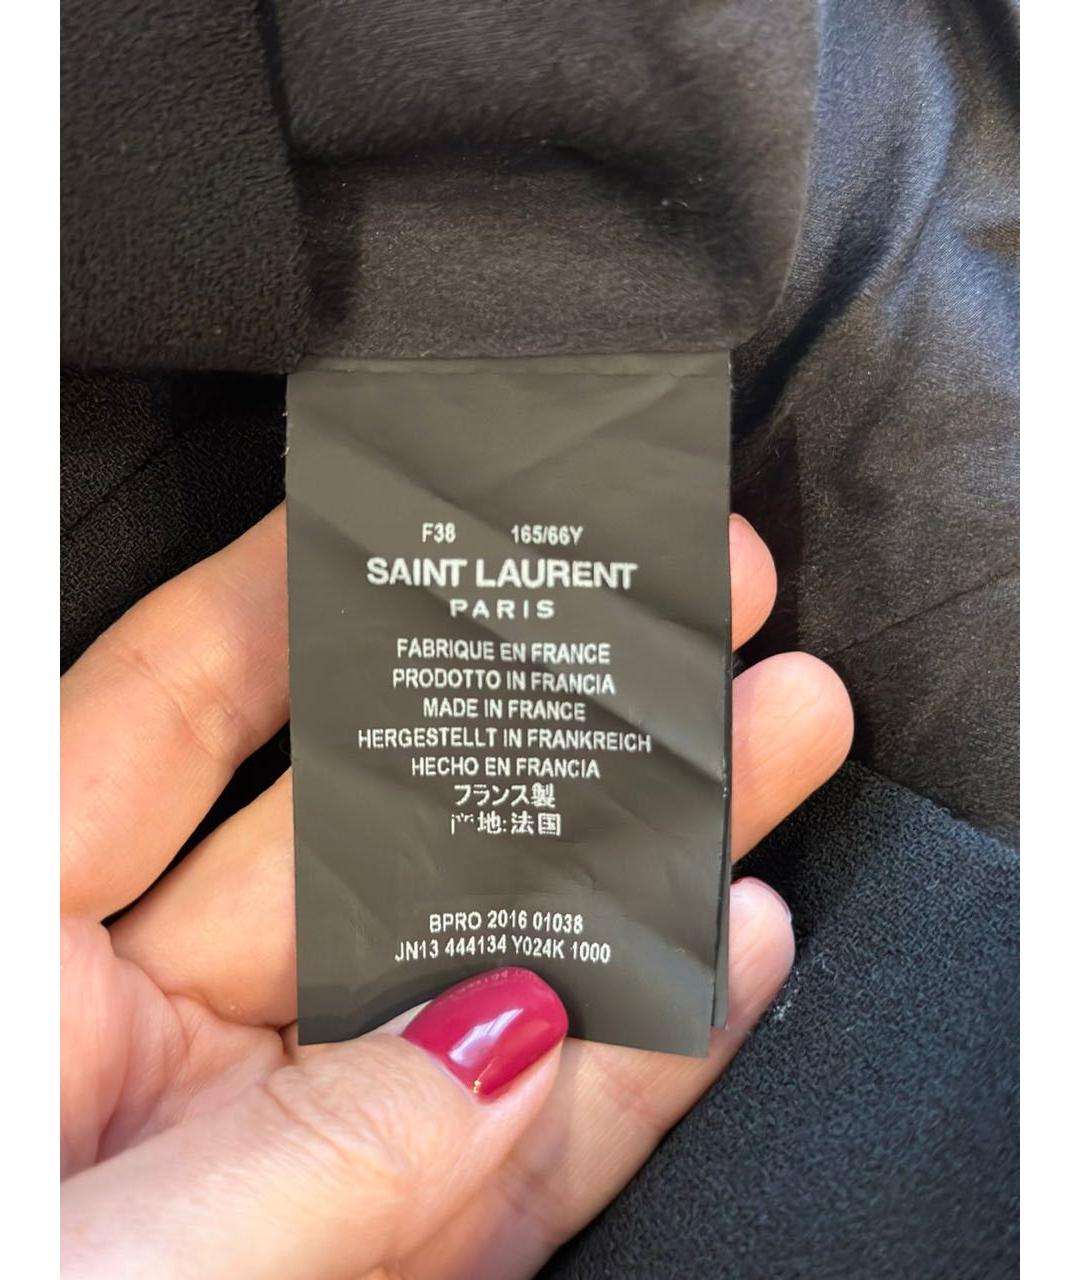 F38 165/66Y
SAINT LAURENT
PARIS
FABRIQUE EN FRANCE
PRODOTTO IN FRANCIA
MADE IN FRANCE
HERGESTELLT IN FRANKREICH
HECHO EN FRANCIA
フランス製
产地:法国
BPRO 2016 01038
JN13 444134 Y024K 1000